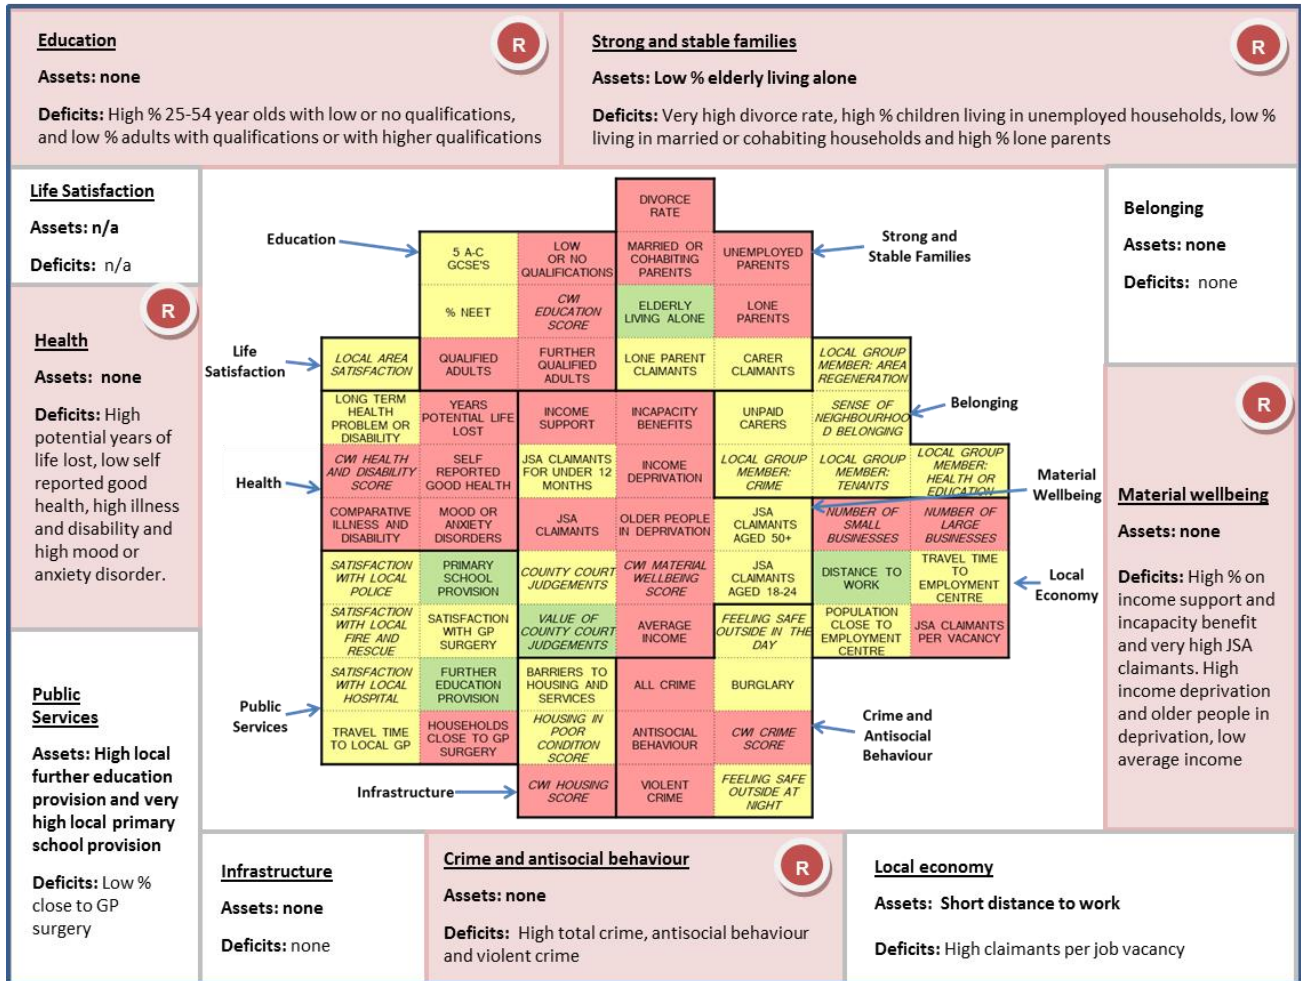 Education
R
Assets: none
Deficits: High % 25-54 year olds with low or no qualifications,
and low % adults with qualifications or with higher qualifications
Strong and stable families
R
Assets: Low % elderly living alone
Deficits: Very high divorce rate, high % children living in unemployed households, low %
living in married or cohabiting households and high % lone parents
Life Satisfaction
Assets: n/a
Deficits: n/a
Belonging
Assets: none
Deficits: none
R
Health
Assets: none
Deficits: High
potential years of
life lost, low self
reported good
health, high illness
and disability and
high mood or
anxiety disorder.
R
Material wellbeing
Assets: none
Deficits: High % on
income support and
incapacity benefit
and very high JSA
claimants. High
income deprivation
and older people in
deprivation, low
average income
Public
Services
Assets: High local
further education
provision and very
high local primary
school provision
Deficits: Low %
close to GP
surgery
Education
Strong and
Stable Families
Life
Satisfaction
Belonging
Health
Material
Wellbeing
Local
Economy
Public
Services
Crime and
Antisocial
Behaviour
Infrastructure
DIVORCE
RATE
5 A-C
GCSE'S
LOW
OR NO
QUALIFICATIONS
MARRIED OR
COHABITING
PARENTS
UNEMPLOYED
PARENTS
% NEET
CWI
EDUCATION
SCORE
ELDERLY
LIVING ALONE
LONE
PARENTS
LOCAL AREA
SATISFACTION
QUALIFIED
ADULTS
FURTHER
QUALIFIED
ADULTS
LONE PARENT
CLAIMANTS
CARER
CLAIMANTS
LOCAL GROUP
MEMBER: AREA
REGENERATION
LONG TERM
HEALTH
PROBLEM OR
DISABILITY
YEARS
POTENTIAL LIFE
LOST
INCOME
SUPPORT
INCAPACITY
BENEFITS
UNPAID
CARERS
SENSE OF
NEIGHBOURHOO
D BELONGING
CWI HEALTH
AND DISABILITY
SCORE
SELF
REPORTED
GOOD HEALTH
JSA CLAIMANTS
FOR UNDER 12
MONTHS
INCOME
DEPRIVATION
LOCAL GROUP
MEMBER:
CRIME
LOCAL GROUP
MEMBER:
TENANTS
LOCAL GROUP
MEMBER:
HEALTH OR
EDUCATION
COMPARATIVE
ILLNESS AND
DISABILITY
MOOD OR
ANXIETY
DISORDERS
JSA
CLAIMANTS
OLDER PEOPLE
IN DEPRIVATION
JSA
CLAIMANTS
AGED 50+
NUMBER OF
SMALL
BUSINESSES
NUMBER OF
LARGE
BUSINESSES
SATISFACTION
WITH LOCAL
POLICE
PRIMARY
SCHOOL
PROVISION
COUNTY COURT
JUDGEMENTS
CWI MATERIAL
WELLBEING
SCORE
JSA
CLAIMANTS
AGED 18-24
DISTANCE TO
WORK
TRAVEL TIME
TO
EMPLOYMENT
CENTRE
SATISFACTION
WITH LOCAL
FIRE AND
RESCUE
SATISFACTION
WITH GP
SURGERY
VALUE OF
COUNTY COURT
JUDGEMENTS
AVERAGE
INCOME
FEELING SAFE
OUTSIDE IN THE
DAY
POPULATION
CLOSE TO
EMPLOYMENT
CENTRE
JSA CLAIMANTS
PER VACANCY
SATISFACTION
WITH LOCAL
HOSPITAL
FURTHER
EDUCATION
PROVISION
BARRIERS TO
HOUSING AND
SERVICES
ALL CRIME
BURGLARY
TRAVEL TIME
TO LOCAL GP
HOUSEHOLDS
CLOSE TO GP
SURGERY
HOUSING IN
POOR
CONDITION
SCORE
ANTISOCIAL
BEHAVIOUR
CWI CRIME
SCORE
CWI HOUSING
SCORE
VIOLENT
CRIME
FEELING SAFE
OUTSIDE AT
NIGHT
Infrastructure
Assets: none
Deficits: none
Crime and antisocial behaviour
R
Assets: none
Deficits: High total crime, antisocial behaviour
and violent crime
Local economy
Assets: Short distance to work
Deficits: High claimants per job vacancy